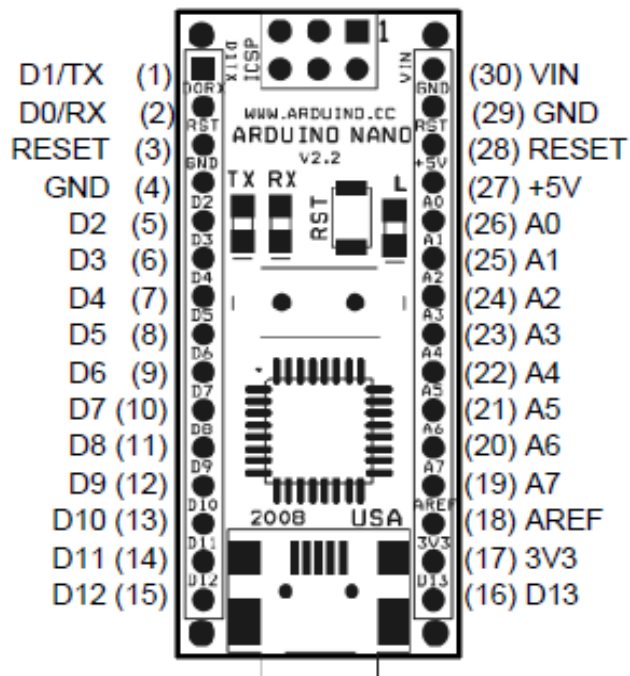 D1/TX (1)
D0/RX (2)
RESET (3)
GND (4)
D2 (5)
D3 (6)
D4 (7)
D5 (8)
D6 (9)
D7 (10)
D8 (11)
D9 (12)
D10 (13)
D11 (14)
D12 (15)
D1TX
D0RX
RST
GND
D2
D3
D4
D5
D6
D7
D8
D9
D10
D11
D12
ICSP
1
WWW.ARDUINO.CC
ARDUINO NANO
V2.2
TX RX
RST
L
2008 USA
VIN
GND
RST
+5V
A0
A1
A2
A3
A4
A5
A6
A7
AREF
3V3
D13
(30) VIN
(29) GND
(28) RESET
(27) +5V
(26) A0
(25) A1
(24) A2
(23) A3
(22) A4
(21) A5
(20) A6
(19) A7
(18) AREF
(17) 3V3
(16) D13